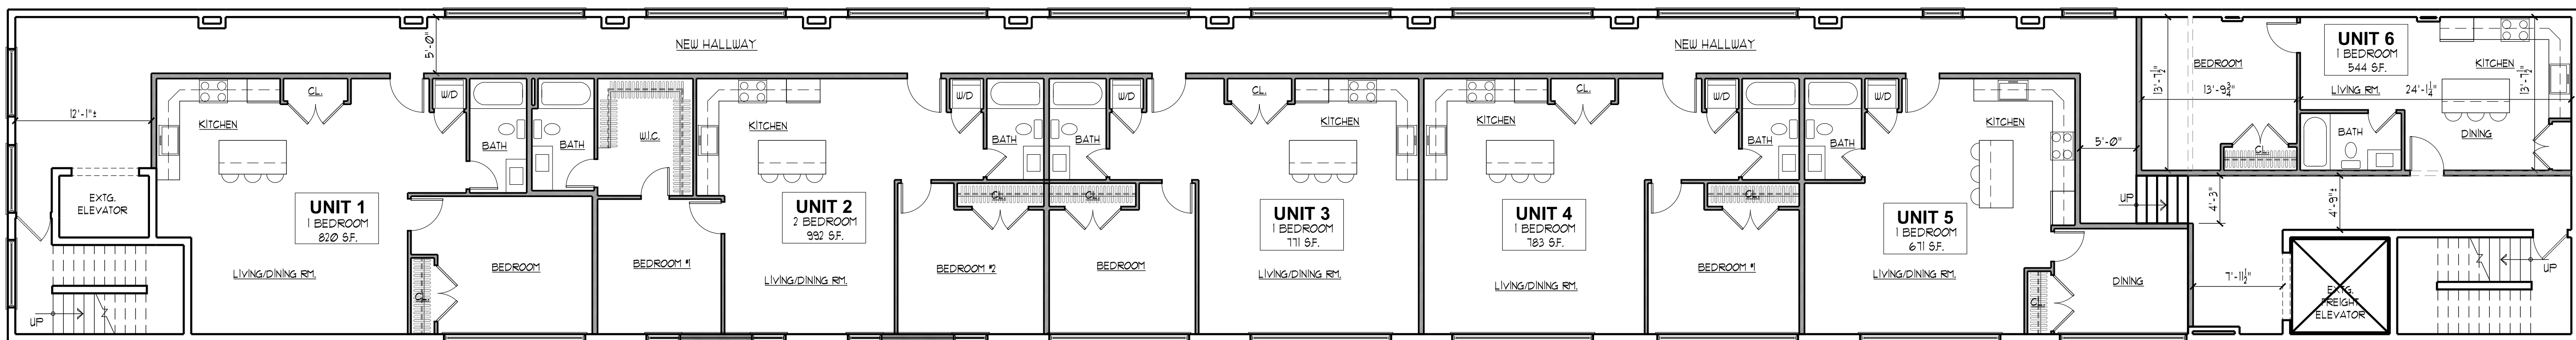 NEW HALLWAY
NEW HALLWAY
5'-0"
12'-1"±
EXTG.
ELEVATOR
UP
KITCHEN
CL.
W/D
BATH
UNIT 1
1 BEDROOM
820 S.F.
LIVING/DINING RM.
CL.
BEDROOM
BATH
W.I.C.
BEDROOM #1
KITCHEN
W/D
BATH
UNIT 2
2 BEDROOM
992 S.F.
LIVING/DINING RM.
CL.
BEDROOM #2
BATH
W/D
CL.
BEDROOM
CL.
KITCHEN
UNIT 3
1 BEDROOM
771 S.F.
LIVING/DINING RM.
KITCHEN
CL.
W/D
BATH
UNIT 4
1 BEDROOM
783 S.F.
LIVING/DINING RM.
CL.
BEDROOM #1
BATH
W/D
KITCHEN
UNIT 5
1 BEDROOM
671 S.F.
LIVING/DINING RM.
CL.
DINING
5'-0"
UP
13'-7½"
BEDROOM
13'-9¾"
CL.
UNIT 6
1 BEDROOM
544 S.F.
LIVING RM.
24'-1¼"
KITCHEN
13'-7½"
BATH
DINING
4'-3"
4'-9"±
7'-11½"
EXTG.
FREIGHT
ELEVATOR
UP